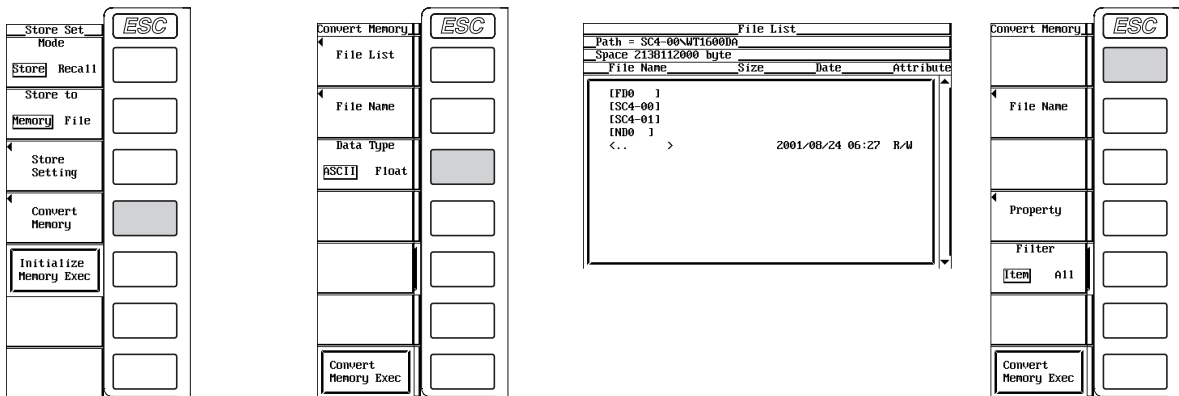 Store Set
ESC
Mode
Store Recall
Store to
Memory File
Store
Setting
Convert
Memory
Initialize
Memory Exec
Convert Memory
ESC
File List
File Name
Data Type
ASCII Float
Convert
Memory Exec
File List
Path = SC4-00\WT1600DA
Space 2138112000 byte
File Name Size Date Attribute
[FD0 ]
[SC4-00]
[SC4-01]
[ND0 ]
<.. > 2001/08/24 06:27 R/W
Convert Memory
ESC
File Name
Property
Filter
Item All
Convert
Memory Exec